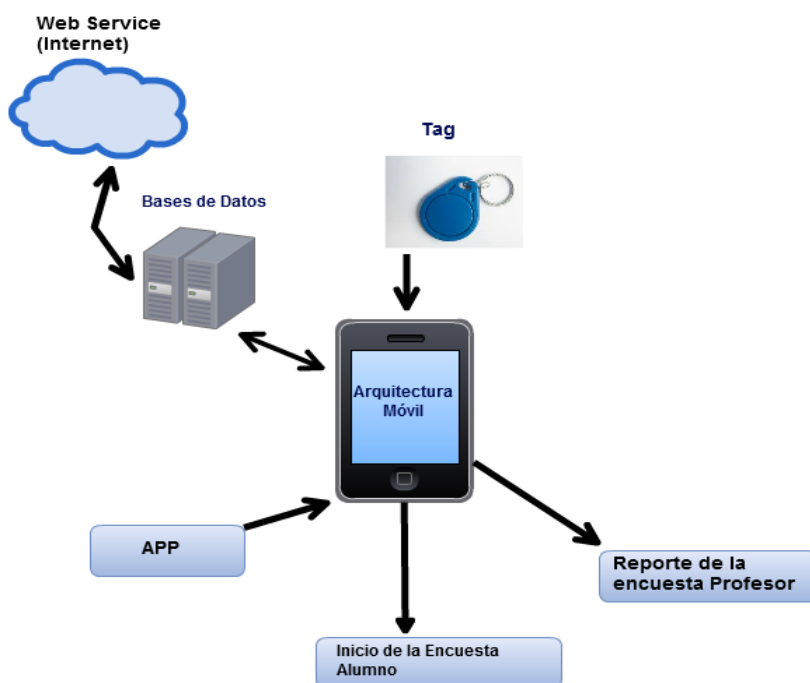 Web Service
(Internet)
Tag
Bases de Datos
Arquitectura
Móvil
APP
Reporte de la
encuesta Profesor
Inicio de la Encuesta
Alumno